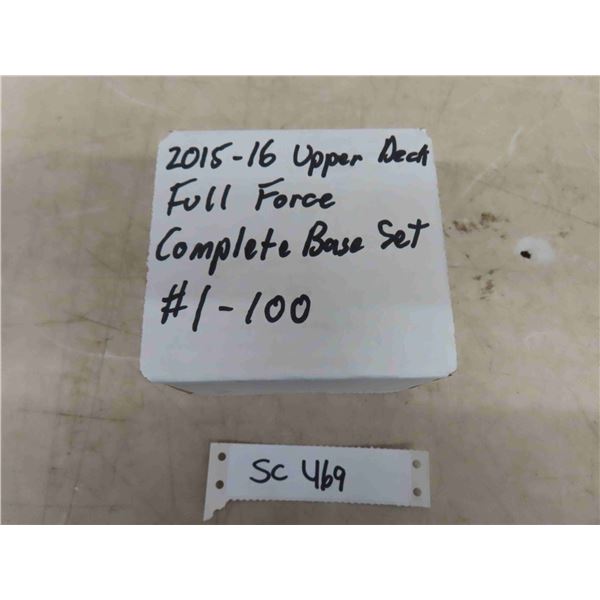 2015-16 Upper Deck
Full Force
Complete Base Set
#1-100
SC 469